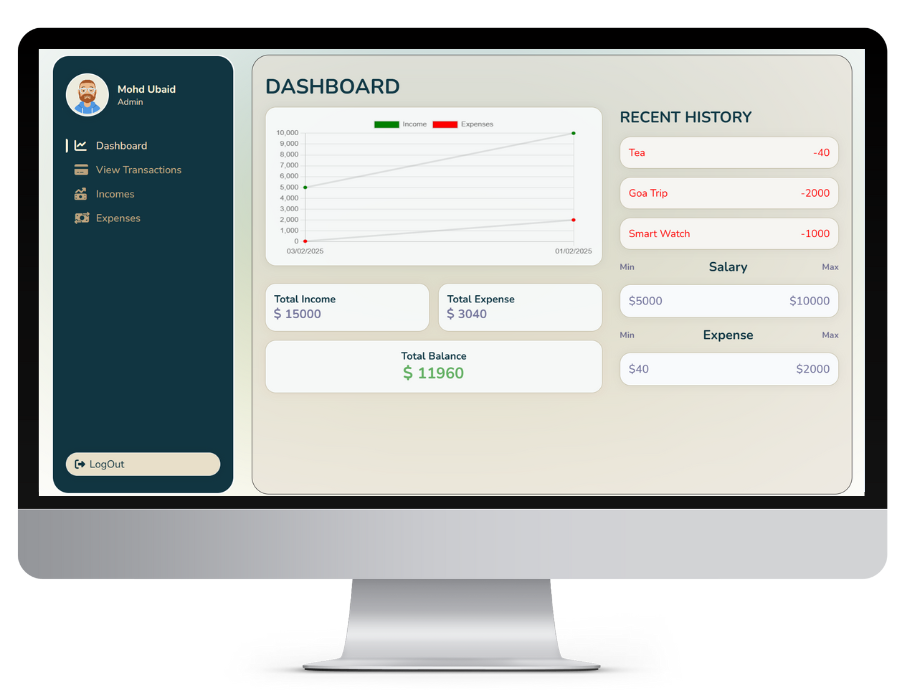 Mohd Ubaid
Admin
Dashboard
View Transactions
Incomes
Expenses
LogOut
DASHBOARD
Income Expenses
10,000
9,000
8,000
7,000
6,000
5,000
4,000
3,000
2,000
1,000
0
03/02/2025 01/02/2025
Total Income
$ 15000
Total Expense
$ 3040
Total Balance
$ 11960
RECENT HISTORY
Tea -40
Goa Trip -2000
Smart Watch -1000
Min Salary Max
$5000 $10000
Min Expense Max
$40 $2000